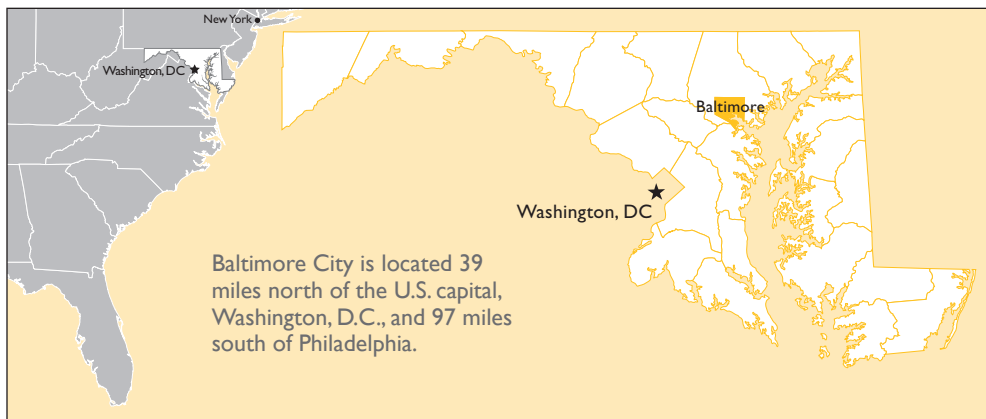 New York
Washington, DC
Baltimore
Washington, DC
Baltimore City is located 39
miles north of the U.S. capital,
Washington, D.C., and 97 miles
south of Philadelphia.